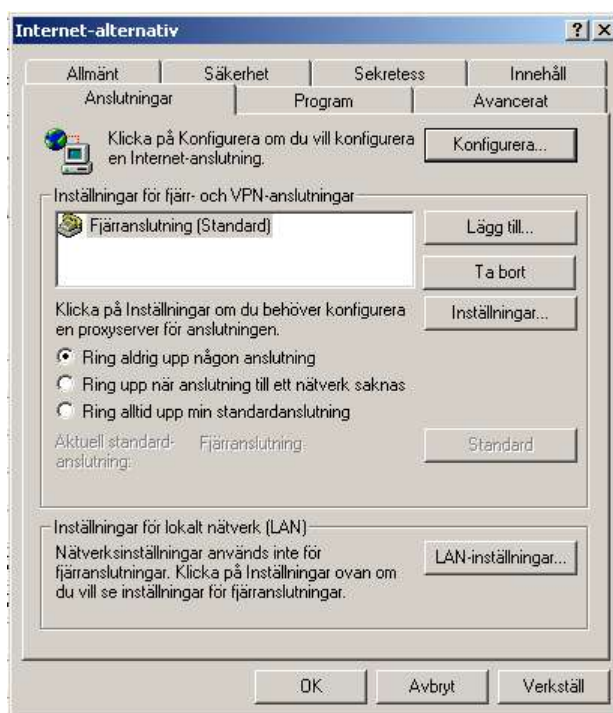 Internet-alternativ
Allmänt Säkerhet Sekretess Innehåll
Anslutningar Program Avancerat
Klicka på Konfigurera om du vill konfigurera
en Internet-anslutning.
Konfigurera...
Inställningar för fjärr- och VPN-anslutningar
Fjärranslutning (Standard)
Lägg till...
Ta bort
Klicka på Inställningar om du behöver konfigurera
en proxyserver för anslutningen.
Inställningar...
Ring aldrig upp någon anslutning
Ring upp när anslutning till ett nätverk saknas
Ring alltid upp min standardanslutning
Aktuell standard-
anslutning:
Fjärranslutning
Standard
Inställningar för lokalt nätverk (LAN)
Nätverksinställningar används inte för
fjärranslutningar. Klicka på Inställningar ovan om
du vill se inställningar för fjärranslutningar.
LAN-inställningar...
OK Avbryt Verkställ